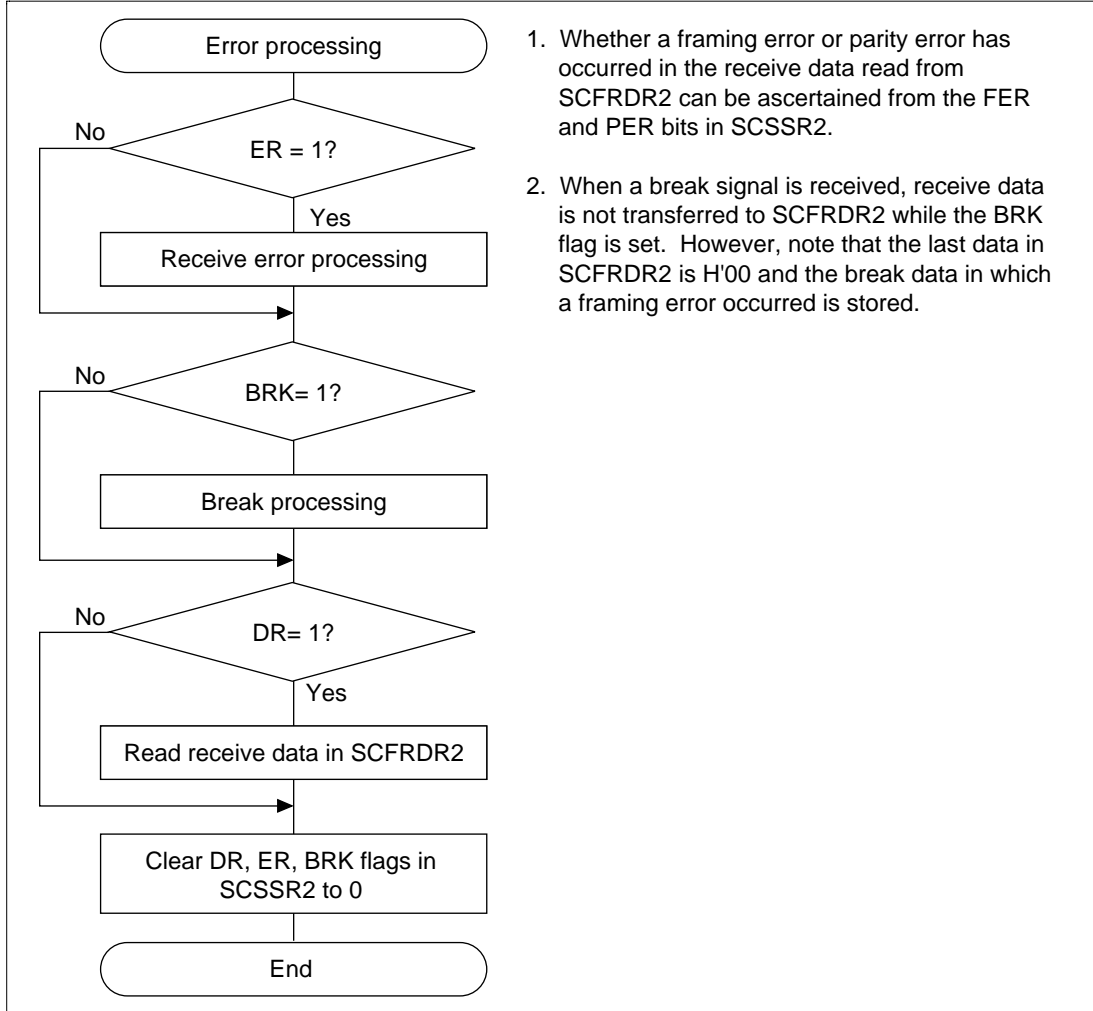 Error processing
No
ER = 1?
Yes
Receive error processing
No
BRK= 1?
Break processing
No
DR= 1?
Yes
Read receive data in SCFRDR2
Clear DR, ER, BRK flags in
SCSSR2 to 0
End
1. Whether a framing error or parity error has
occurred in the receive data read from
SCFRDR2 can be ascertained from the FER
and PER bits in SCSSR2.
2. When a break signal is received, receive data
is not transferred to SCFRDR2 while the BRK
flag is set. However, note that the last data in
SCFRDR2 is H'00 and the break data in which
a framing error occurred is stored.